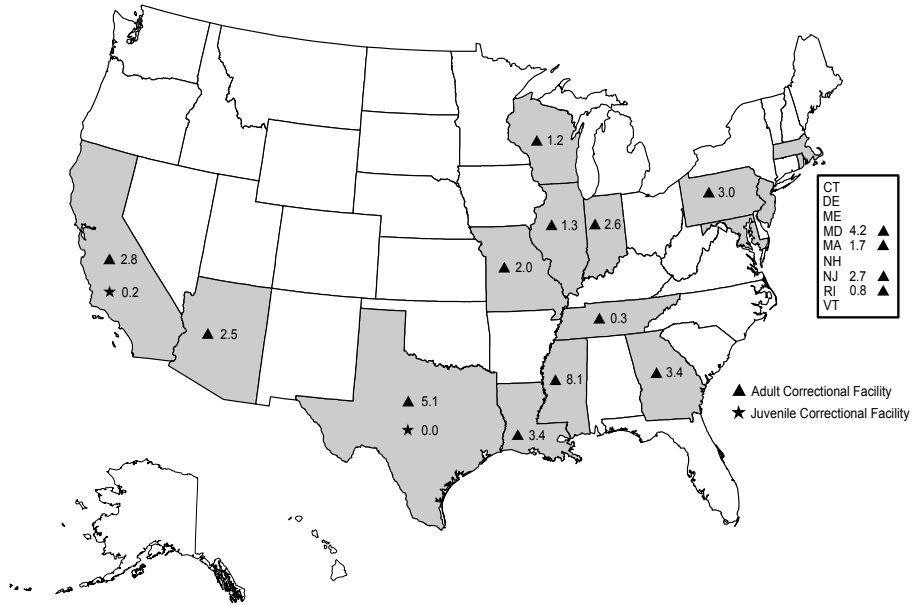 ▲ 1.2
▲ 3.0
▲ 1.3
▲ 2.6
CT
DE
ME
MD 4.2 ▲
MA 1.7 ▲
NH
NJ 2.7 ▲
RI 0.8 ▲
VT
▲ 2.8
★ 0.2
▲ 2.0
▲ 2.5
▲ 0.3
▲ 8.1
▲ 3.4
▲ 5.1
★ 0.0
▲ 3.4
▲ Adult Correctional Facility
★ Juvenile Correctional Facility